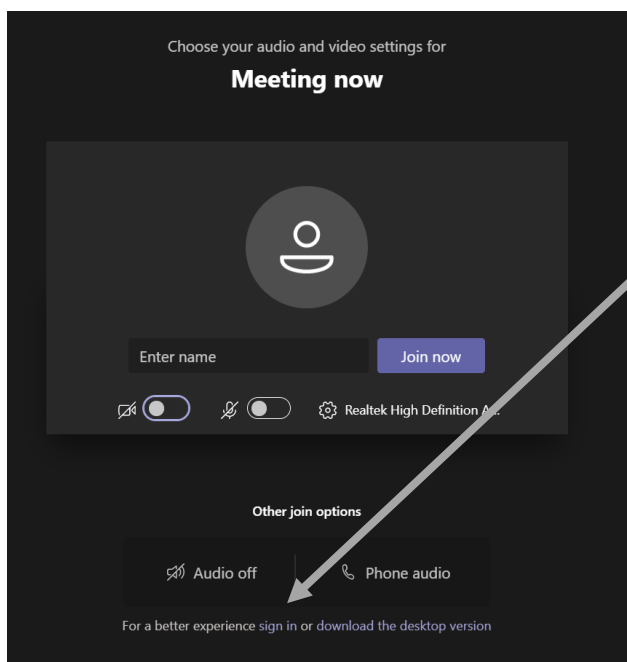 Choose your audio and video settings for
Meeting now
Enter name
Join now
Realtek High Definition A...
Other join options
Audio off
Phone audio
For a better experience sign in or download the desktop version